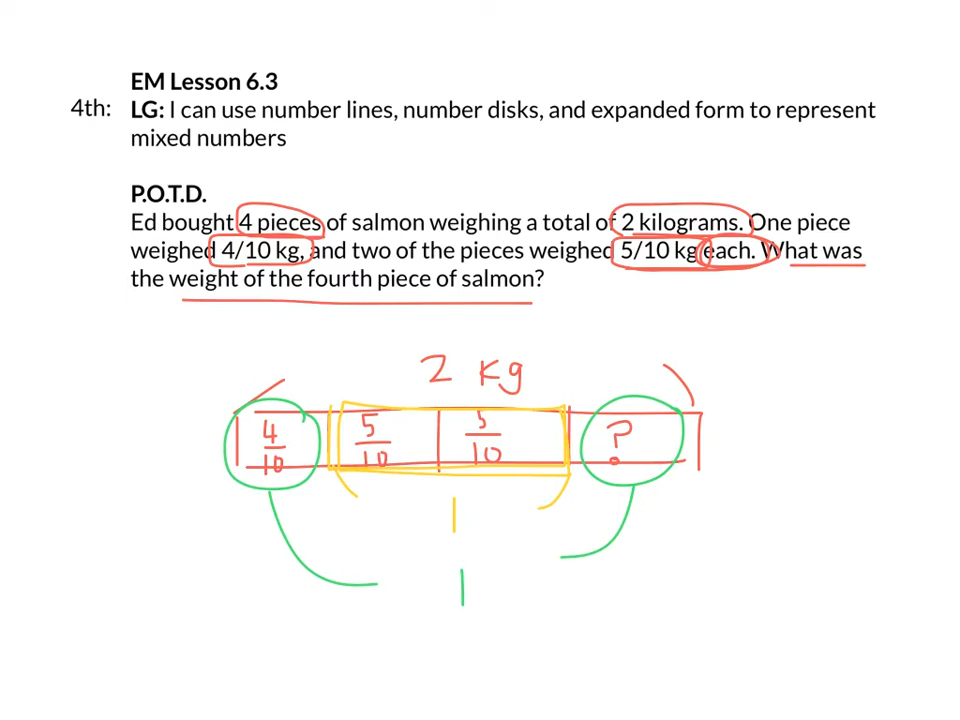 EM Lesson 6.3
4th: LG: I can use number lines, number disks, and expanded form to represent
mixed numbers
P.O.T.D.
Ed bought 4 pieces of salmon weighing a total of 2 kilograms. One piece
weighed 4/10 kg, and two of the pieces weighed 5/10 kg each. What was
the weight of the fourth piece of salmon?
2 kg
4/10 5/10 5/10 ?
1
1